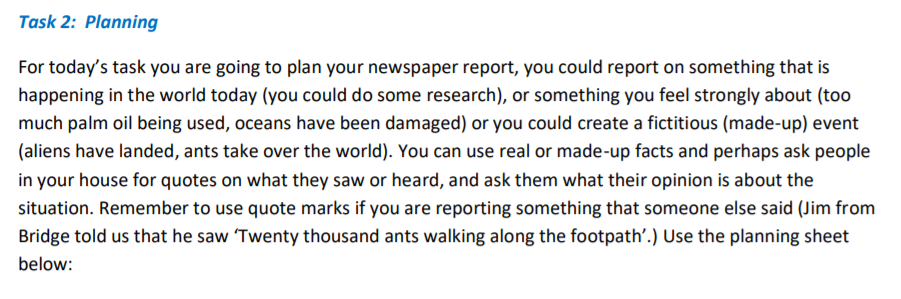 Task 2:  Planning
For today’s task you are going to plan your newspaper report, you could report on something that is
happening in the world today (you could do some research), or something you feel strongly about (too
much palm oil being used, oceans have been damaged) or you could create a fictitious (made-up) event
(aliens have landed, ants take over the world). You can use real or made-up facts and perhaps ask people
in your house for quotes on what they saw or heard, and ask them what their opinion is about the
situation. Remember to use quote marks if you are reporting something that someone else said (Jim from
Bridge told us that he saw ‘Twenty thousand ants walking along the footpath’.) Use the planning sheet
below: